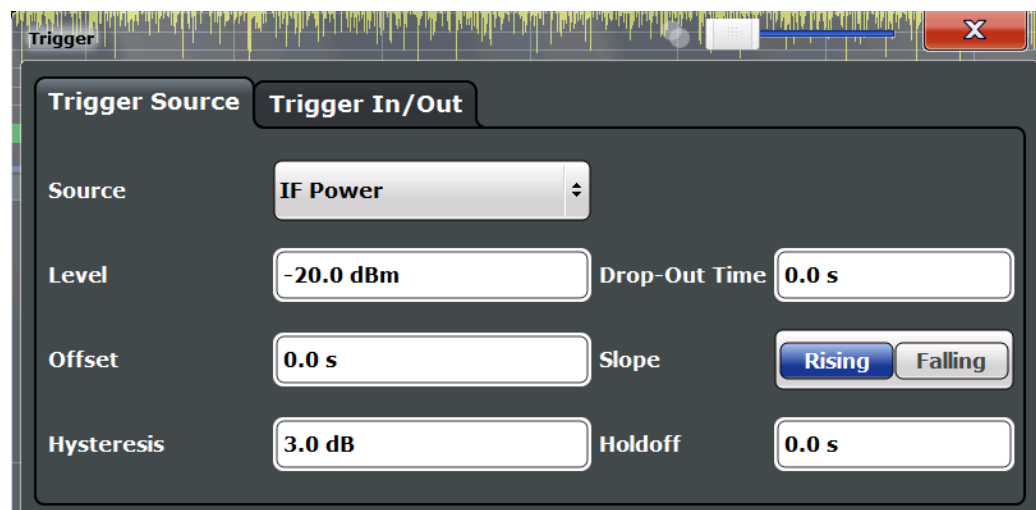 Trigger
X
Trigger Source Trigger In/Out
Source IF Power
Level -20.0 dBm Drop-Out Time 0.0 s
Offset 0.0 s Slope Rising Falling
Hysteresis 3.0 dB Holdoff 0.0 s